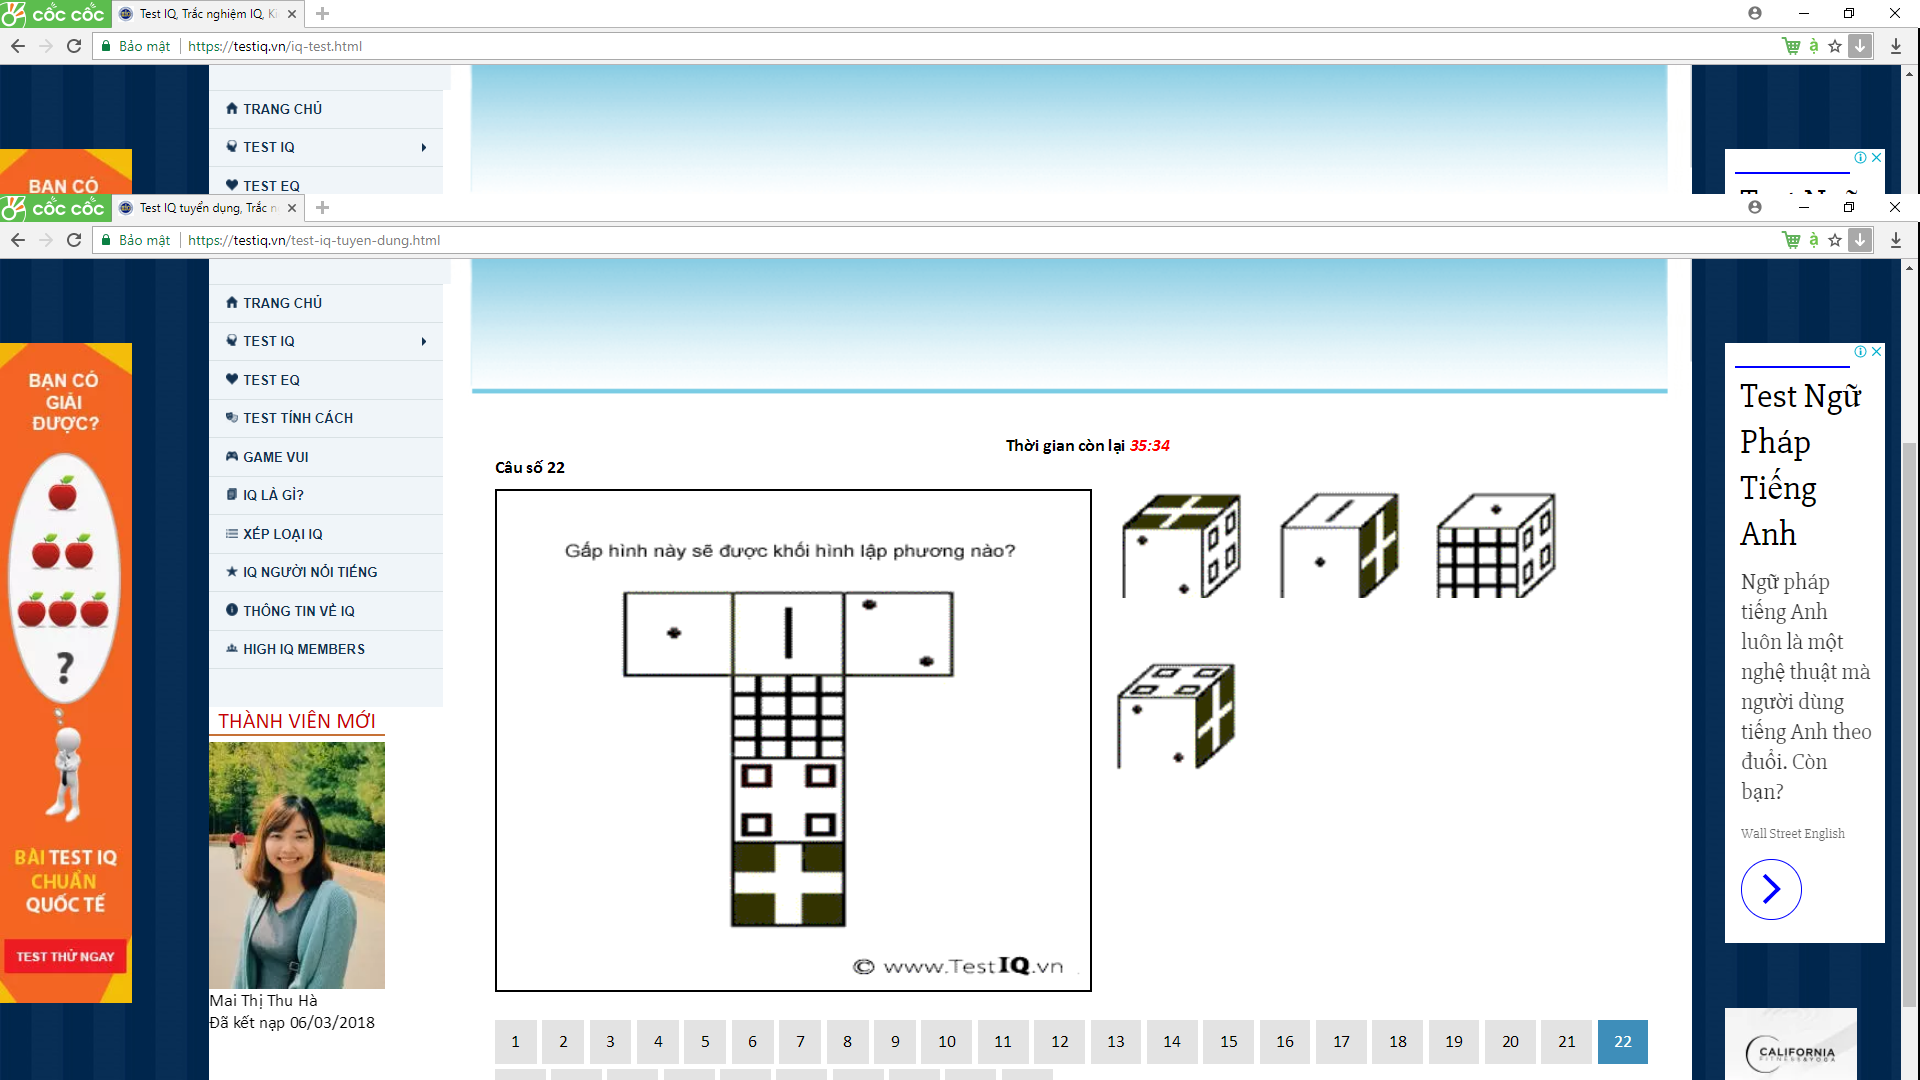 cốc cốc
Test IQ, Trắc nghiệm IQ, Ki
Bảo mật
https://testiq.vn/iq-test.html
TRANG CHỦ
TEST IQ
TEST EQ
BẠN CÓ
cốc cốc
Test IQ tuyển dụng, Trắc n
Bảo mật
https://testiq.vn/test-iq-tuyen-dung.html
TRANG CHỦ
TEST IQ
TEST EQ
TEST TÍNH CÁCH
GAME VUI
IQ LÀ GÌ?
XẾP LOẠI IQ
IQ NGƯỜI NỔI TIẾNG
THÔNG TIN VỀ IQ
HIGH IQ MEMBERS
THÀNH VIÊN MỚI
Mai Thị Thu Hà
Đã kết nạp 06/03/2018
BẠN CÓ
GIẢI
ĐƯỢC?
?
BÀI TEST IQ
CHUẨN
QUỐC TẾ
TEST THỬ NGAY
Thời gian còn lại 35:34
Câu số 22
Gấp hình này sẽ được khối hình lập phương nào?
© www.TestIQ.vn
1 2 3 4 5 6 7 8 9 10 11 12 13 14 15 16 17 18 19 20 21 22
Test Ngữ
Pháp
Tiếng
Anh
Ngữ pháp
tiếng Anh
luôn là một
nghệ thuật mà
người dùng
tiếng Anh theo
đuổi. Còn
bạn?
Wall Street English
CALIFORNIA
FITNESS & YOGA